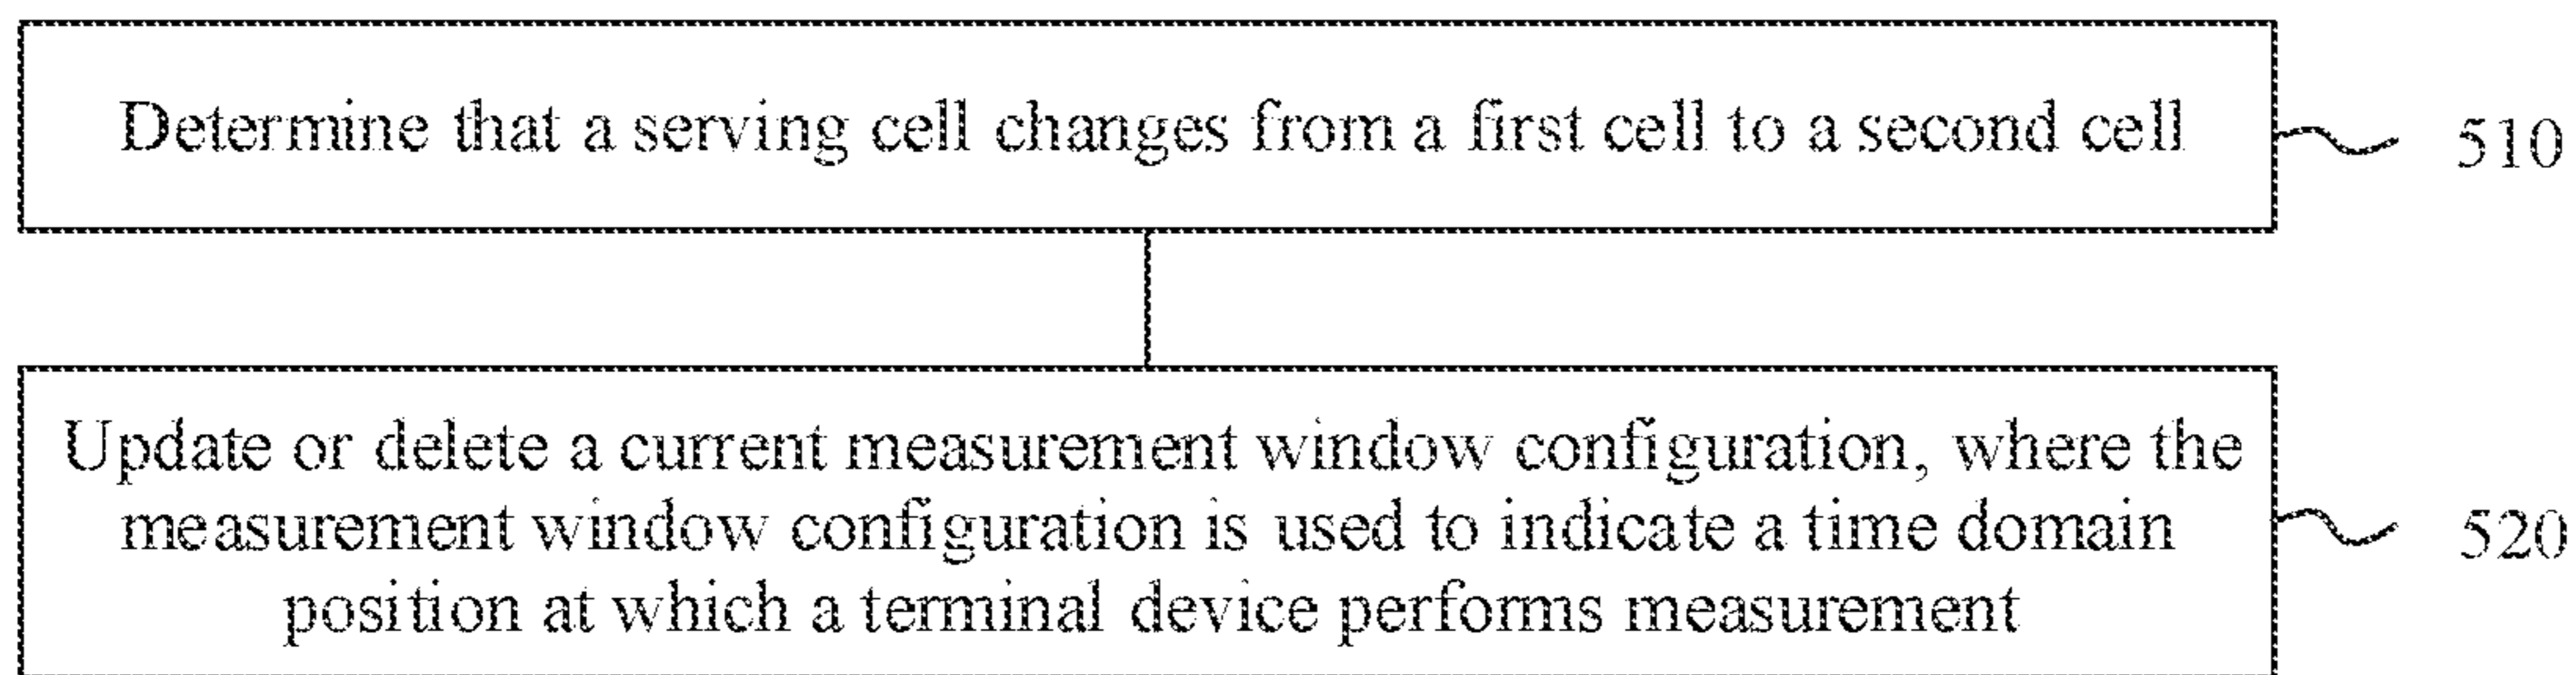 Determine that a serving cell changes from a first cell to a second cell
510
Update or delete a current measurement window configuration, where the
measurement window configuration is used to indicate a time domain
position at which a terminal device performs measurement
520